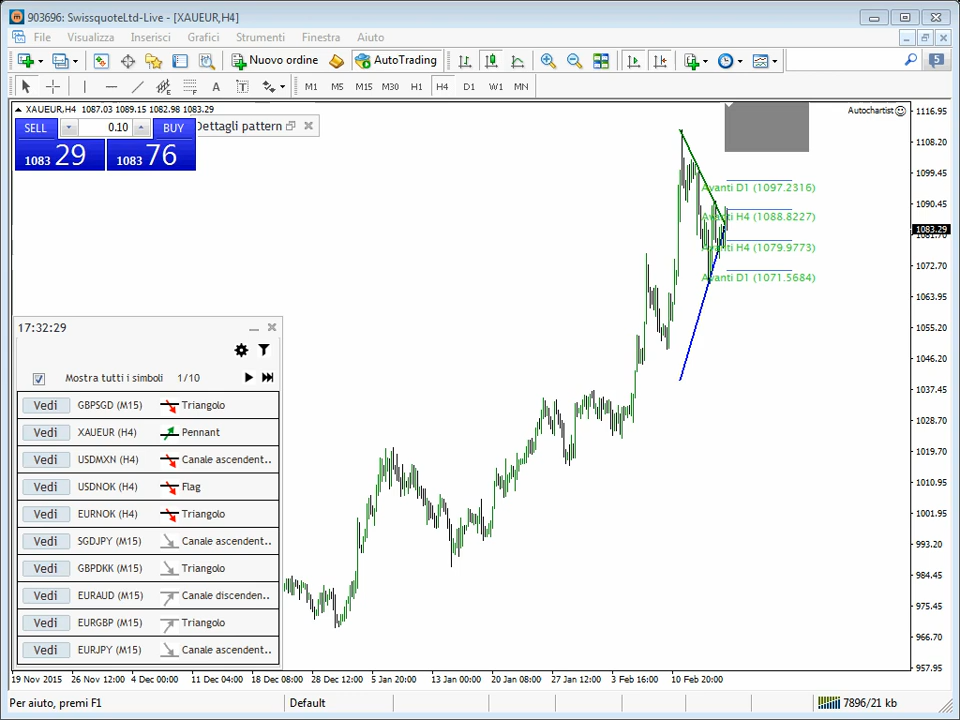 903696: SwissquoteLtd-Live - [XAUEUR,H4]
File Visualizza Inserisci Grafici Strumenti Finestra Aiuto
Nuovo ordine AutoTrading 5
A T M1 M5 M15 M30 H1 H4 D1 W1 MN
XAUEUR,H4 1087.03 1089.15 1082.98 1083.29
Autochartist
SELL 0.10 BUY
1083 29 1083 76
Dettagli pattern
Avanti D1 (1097.2316)
Avanti H4 (1088.8227)
Avanti H4 (1079.9773)
Avanti D1 (1071.5684)
1116.95
1108.20
1099.45
1090.45
1083.29
1081.70
1072.70
1063.95
1055.20
1046.20
1037.45
1028.70
1019.70
1010.95
1001.95
993.20
984.45
975.45
966.70
957.95
17:32:29
Mostra tutti i simboli 1/10
Vedi GBPSGD (M15) Triangolo
Vedi XAUEUR (H4) Pennant
Vedi USDMXN (H4) Canale ascendent..
Vedi USDNOK (H4) Flag
Vedi EURNOK (H4) Triangolo
Vedi SGDJPY (M15) Canale ascendent..
Vedi GBPDKK (M15) Triangolo
Vedi EURAUD (M15) Canale discenden..
Vedi EURGBP (M15) Triangolo
Vedi EURJPY (M15) Canale ascendent..
19 Nov 2015 26 Nov 12:00 4 Dec 00:00 11 Dec 04:00 18 Dec 08:00 28 Dec 12:00 5 Jan 20:00 13 Jan 00:00 20 Jan 08:00 27 Jan 12:00 3 Feb 16:00 10 Feb 20:00
Per aiuto, premi F1 Default 7896/21 kb